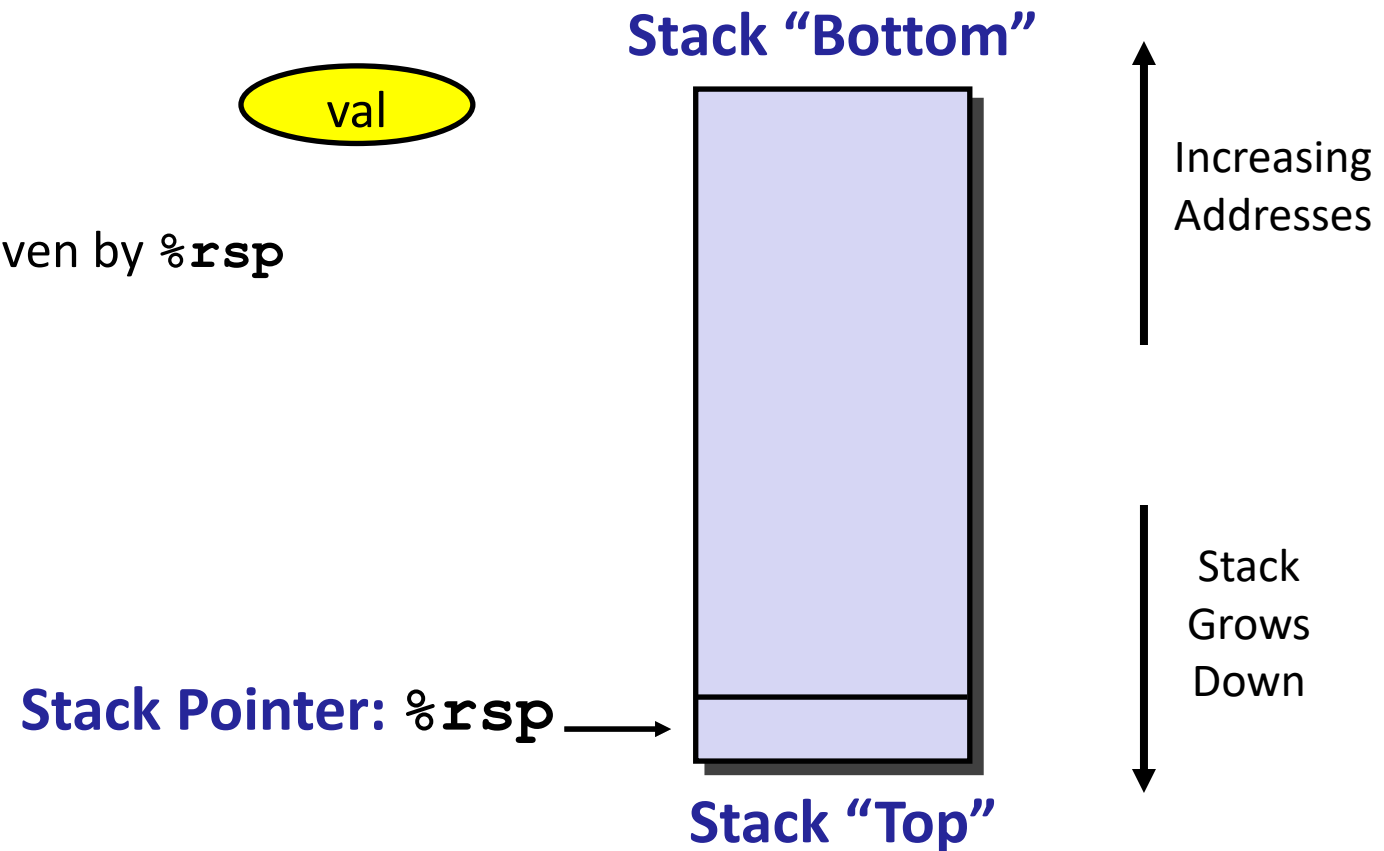 Stack “Bottom”
val
Increasing
Addresses
ven by %rsp
Stack
Grows
Down
Stack Pointer: %rsp
Stack “Top”